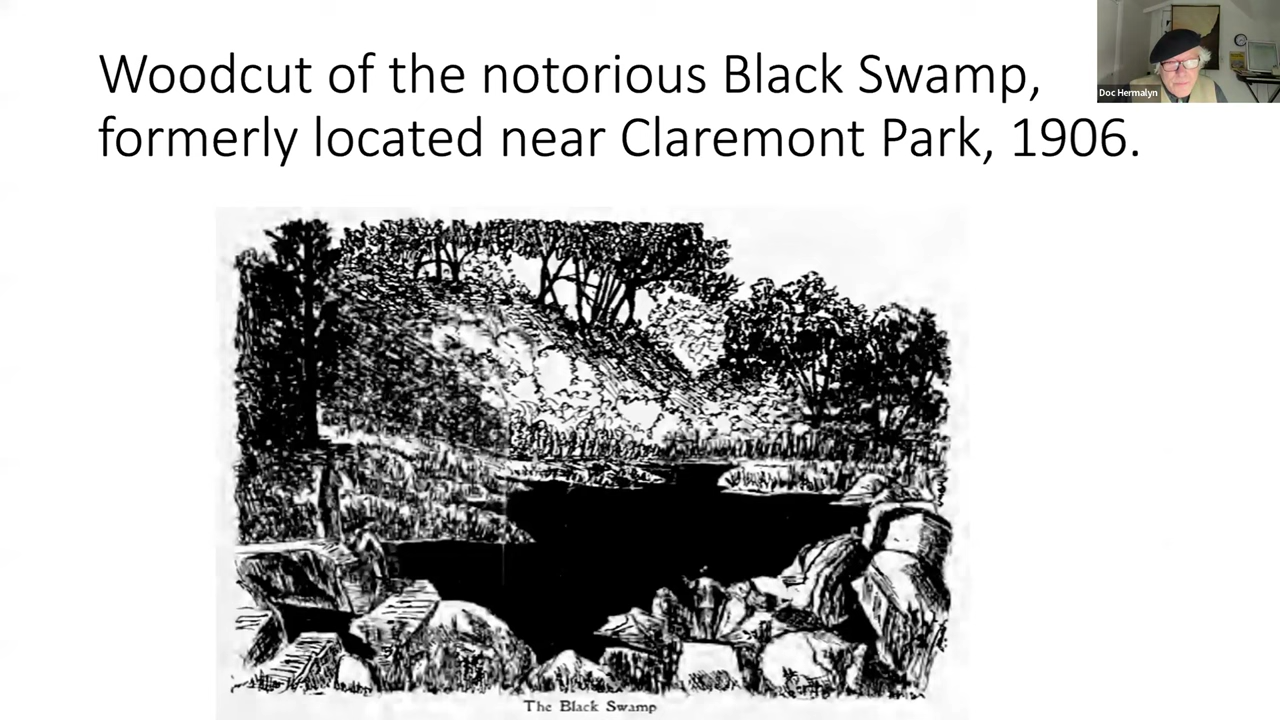 Woodcut of the notorious Black Swamp,
formerly located near Claremont Park, 1906.
Doc Hermalyn
The Black Swamp